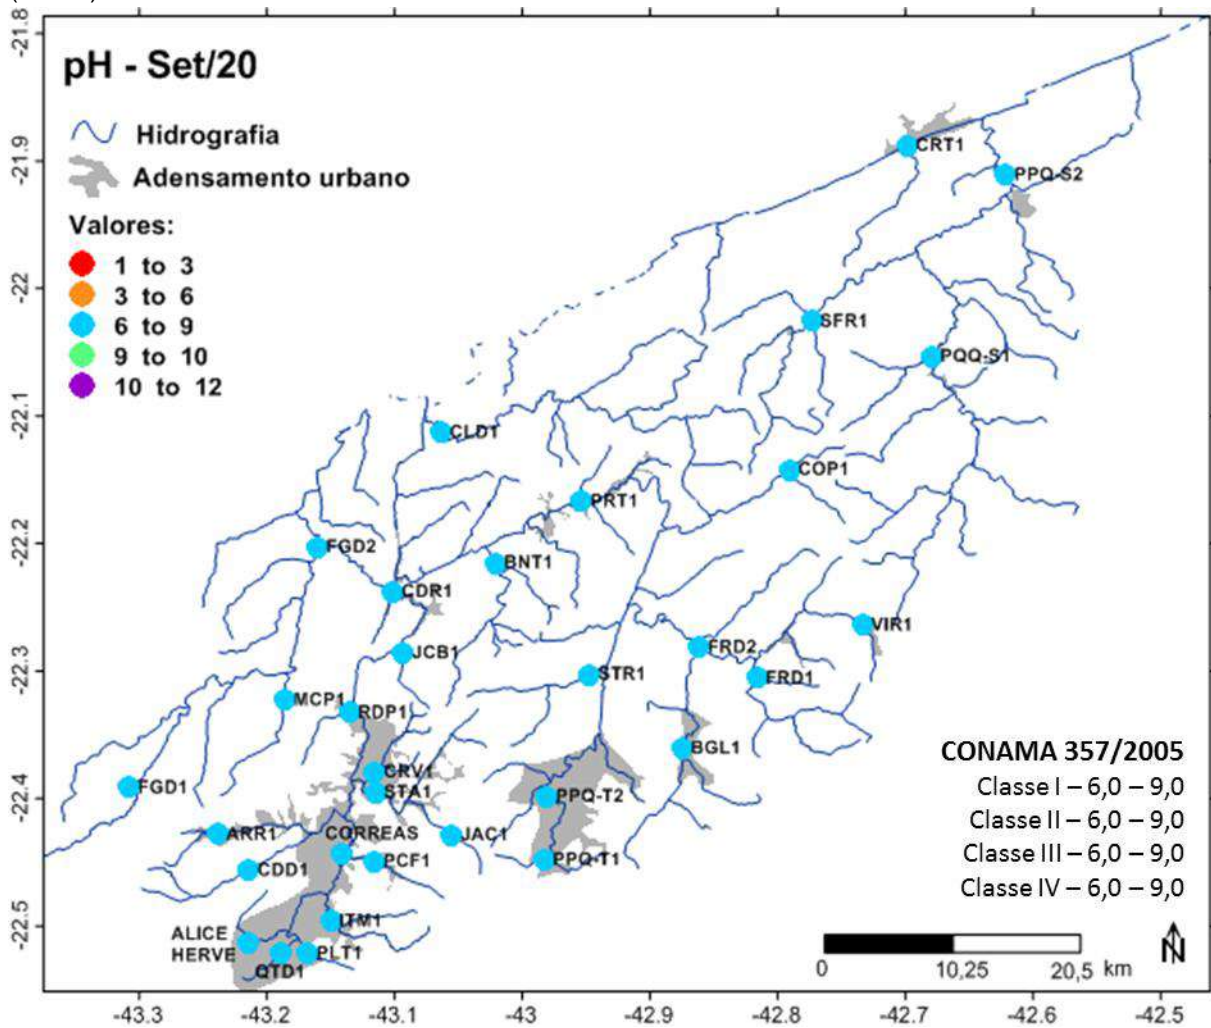 pH - Set/20
Hidrografia
Adensamento urbano
Valores:
1 to 3
3 to 6
6 to 9
9 to 10
10 to 12
CRT1
PPQ-S2
SFR1
PQQ-S1
CLD1
COP1
PRT1
FGD2
BNT1
CDR1
VIR1
JCB1
FRD2
STR1
FRD1
MCP1
RDP1
BGL1
CRV1
FGD1
STA1
PPQ-T2
ARR1
CORREAS
JAC1
CDD1
PCF1
PPQ-T1
ITM1
ALICE
HERVE
PLT1
QTD1
CONAMA 357/2005
Classe I – 6,0 – 9,0
Classe II – 6,0 – 9,0
Classe III – 6,0 – 9,0
Classe IV – 6,0 – 9,0
N
0 10,25 20,5 km
-21.8
-21.9
-22
-22.1
-22.2
-22.3
-22.4
-22.5
-43.3 -43.2 -43.1 -43 -42.9 -42.8 -42.7 -42.6 -42.5